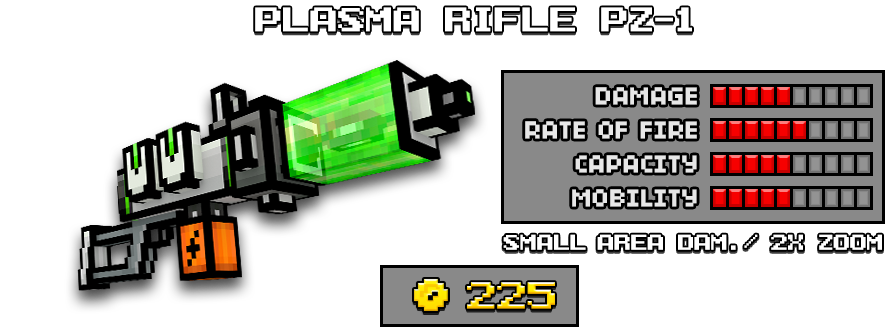 PLASMA RIFLE PZ-1
DAMAGE
RATE OF FIRE
CAPACITY
MOBILITY
SMALL AREA DAM./ 2X ZOOM
225